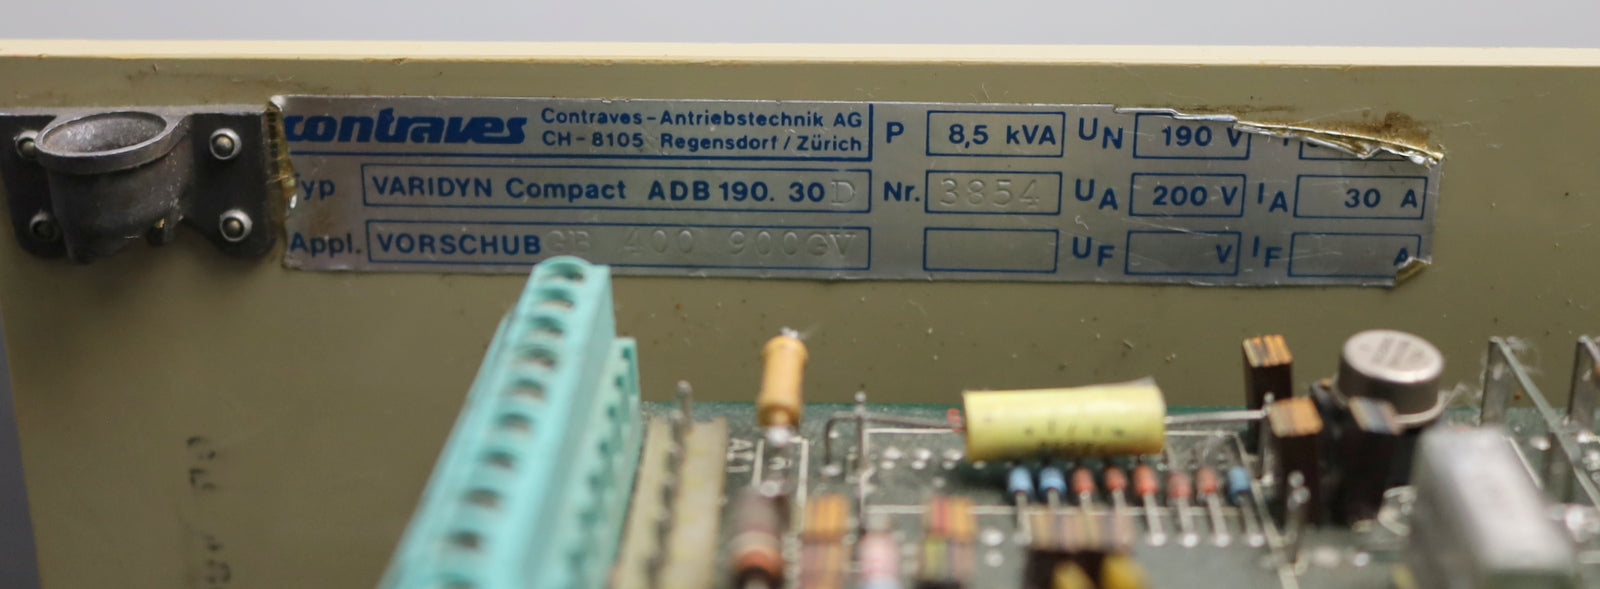 contraves Contraves-Antriebstechnik AG
CH-8105 Regensdorf/Zürich
P 8,5 kVA UN 190 V
Typ VARIDYN Compact ADB 190. 30D Nr. 3854 UA 200 V IA 30 A
Appl. VORSCHUB GB 400 900GV UF V IF A